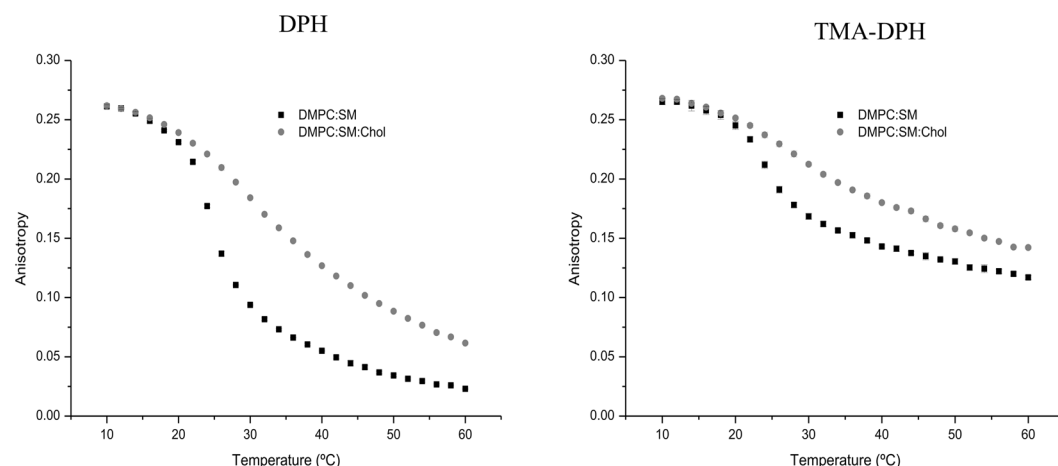 DPH
0.30
0.25
0.20
0.15
0.10
0.05
0.00
Anisotropy
DMPC:SM
DMPC:SM:Chol
10 20 30 40 50 60
Temperature (ºC)
TMA-DPH
0.30
0.25
0.20
0.15
0.10
0.05
0.00
Anisotropy
DMPC:SM
DMPC:SM:Chol
10 20 30 40 50 60
Temperature (ºC)